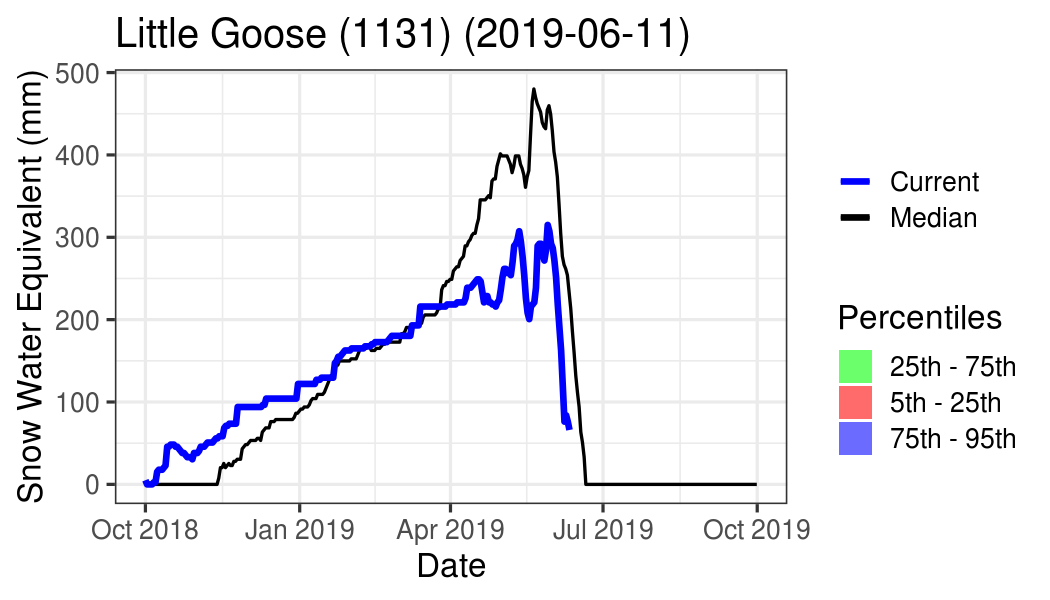 Little Goose (1131) (2019-06-11)
Snow Water Equivalent (mm)
500
400
300
200
100
0
Oct 2018
Jan 2019
Apr 2019
Jul 2019
Oct 2019
Date
Current
Median
Percentiles
25th - 75th
5th - 25th
75th - 95th